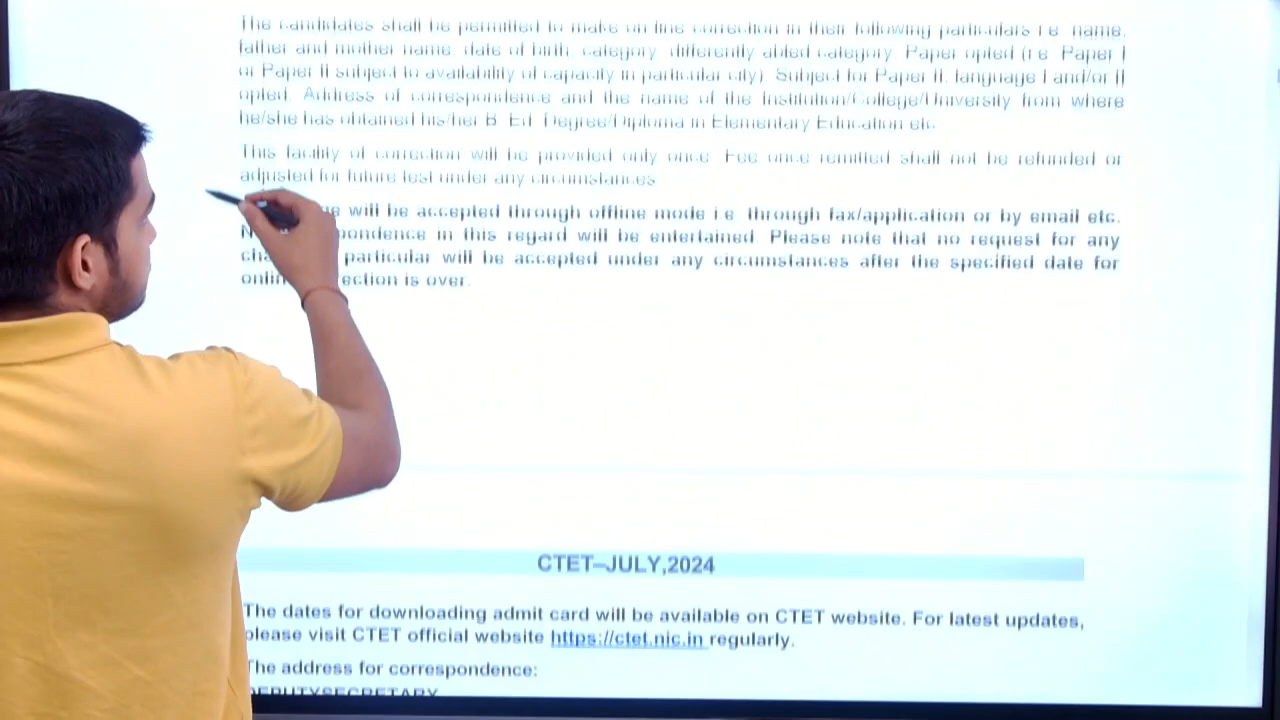 The candidates shall be permitted to make on line correction in their following particulars i.e. name,
father and mother name, date of birth, category, differently abled category, Paper opted (i.e. Paper I
or Paper II subject to availability of capacity in particular city), Subject for Paper II, language I and/or II
opted, Address of correspondence and the name of the Institution/College/University from where
he/she has obtained his/her B. Ed. Degree/Diploma in Elementary Education etc.
This facility of correction will be provided only once. Fee once remitted shall not be refunded or
adjusted for future test under any circumstances.
will be accepted through offline mode i.e. through fax/application or by email etc.
in this regard will be entertained. Please note that no request for any
particular will be accepted under any circumstances after the specified date for
is over.
CTET–JULY,2024
The dates for downloading admit card will be available on CTET website. For latest updates,
please visit CTET official website https://ctet.nic.in regularly.
The address for correspondence:
DEPUTYSECRETARY